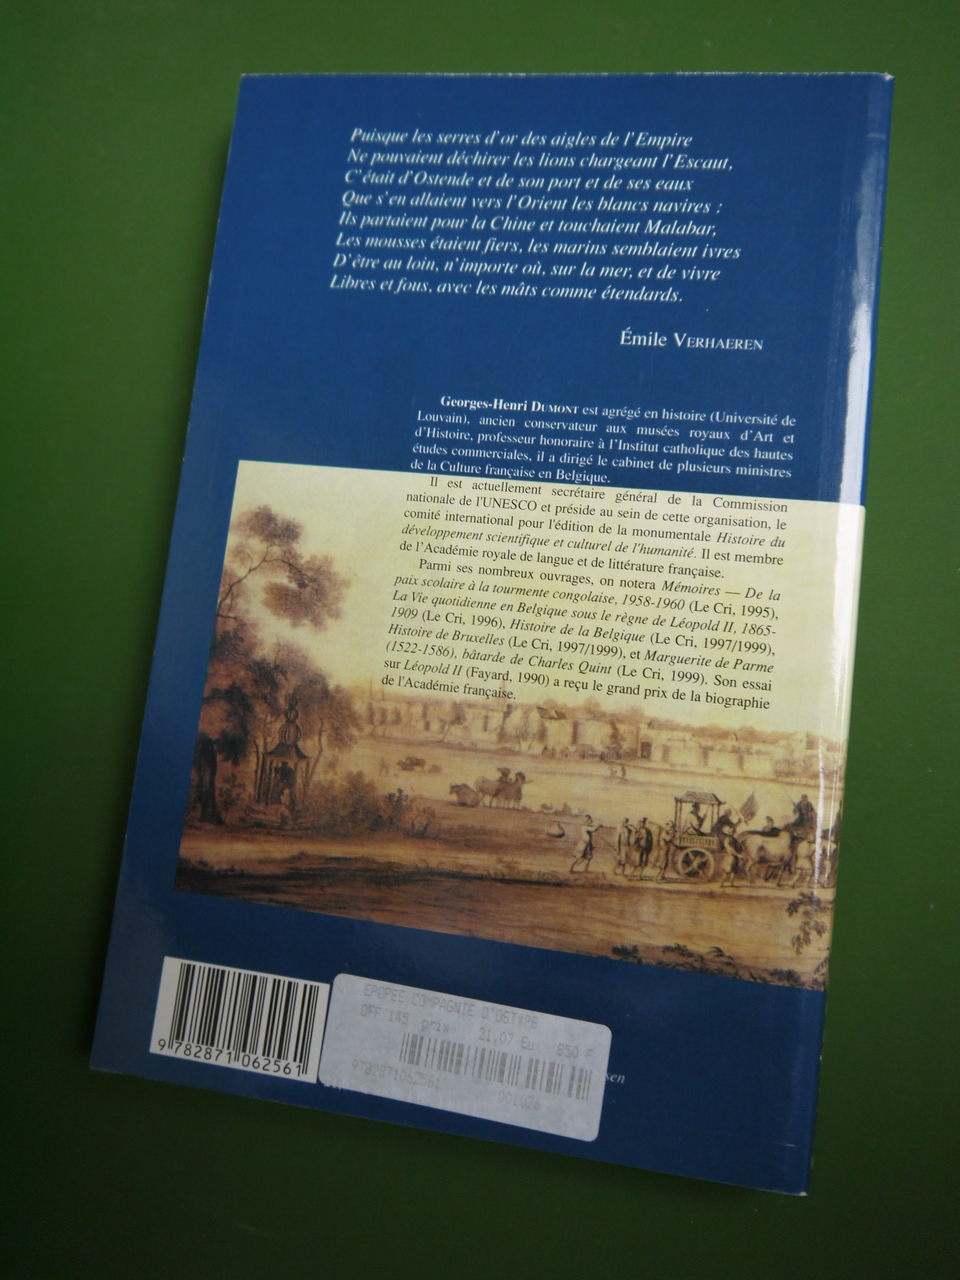 Puisque les serres d'or des aigles de l'Empire
Ne pouvaient déchirer les lions chargeant l'Escaut,
C'était d'Ostende et de son port et de ses eaux
Que s'en allaient vers l'Orient les blancs navires :
Ils partaient pour la Chine et touchaient Malabar,
Les mousses étaient fiers, les marins semblaient ivres
D'être au loin, n'importe où, sur la mer, et de vivre
Libres et fous, avec les mâts comme étendards.
Émile VERHAEREN
Georges-Henri DUMONT est agrégé en histoire (Université de
Louvain), ancien conservateur aux musées royaux d'Art et
d'Histoire, professeur honoraire à l'Institut catholique des hautes
études commerciales, il a dirigé le cabinet de plusieurs ministres
de la Culture française en Belgique.
Il est actuellement secrétaire général de la Commission
nationale de l'UNESCO et préside au sein de cette organisation, le
comité international pour l'édition de la monumentale Histoire du
développement scientifique et culturel de l'humanité. Il est membre
de l'Académie royale de langue et de littérature française.
Parmi ses nombreux ouvrages, on notera Mémoires — De la
paix scolaire à la tourmente congolaise, 1958-1960 (Le Cri, 1995),
La Vie quotidienne en Belgique sous le règne de Léopold II, 1865-
1909 (Le Cri, 1996), Histoire de la Belgique (Le Cri, 1997/1999),
Histoire de Bruxelles (Le Cri, 1997/1999), et Marguerite de Parme
(1522-1586), bâtarde de Charles Quint (Le Cri, 1999). Son essai
sur Léopold II (Fayard, 1990) a reçu le grand prix de la biographie
de l'Académie française.
EPOPEE COMPAGNIE D'OST*PB
OFF 145 prix 21,07 Eu. 850 F
9782871062561
001026
9 782871 062561
sen